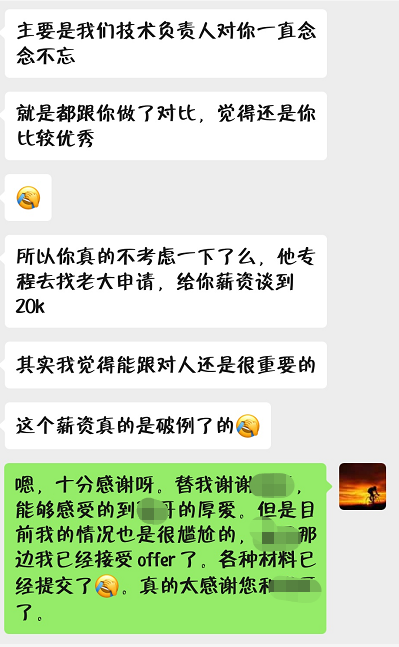 主要是我们技术负责人对你一直念
念不忘
就是都跟你做了对比，觉得还是你
比较优秀
所以你真的不考虑一下了么，他专
程去找老大申请，给你薪资谈到
20k
其实我觉得能跟对人还是很重要的
这个薪资真的是破例了的
嗯，十分感谢呀。替我谢谢，
能够感受的到哥的厚爱。但是目
前我的情况也是很尴尬的，那
边我已经接受offer了。各种材料已
经提交了。真的太感谢您和
了。